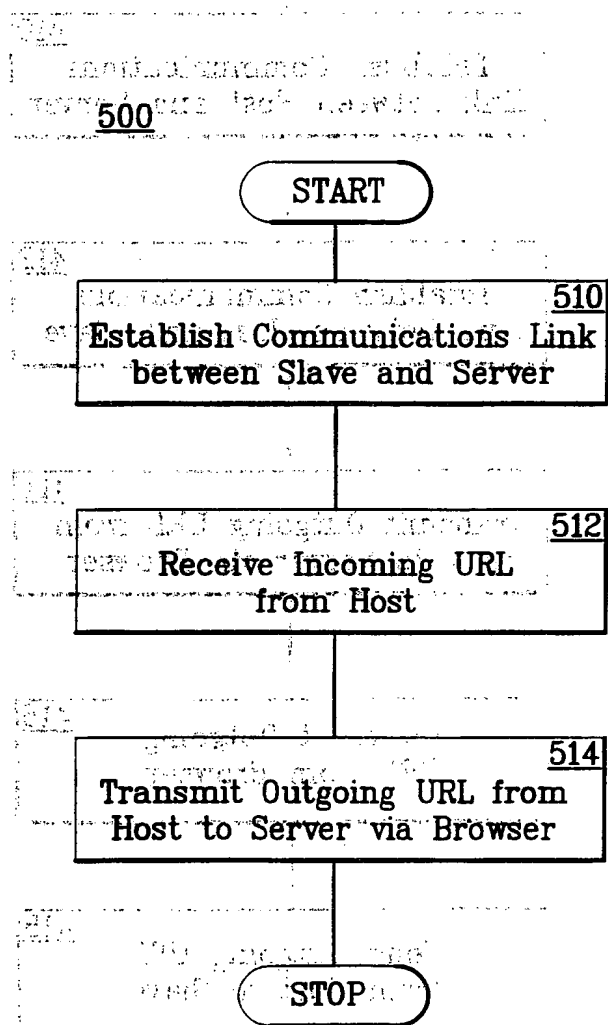 500
START
510
Establish Communications Link
between Slave and Server
512
Receive Incoming URL
from Host
514
Transmit Outgoing URL from
Host to Server via Browser
STOP